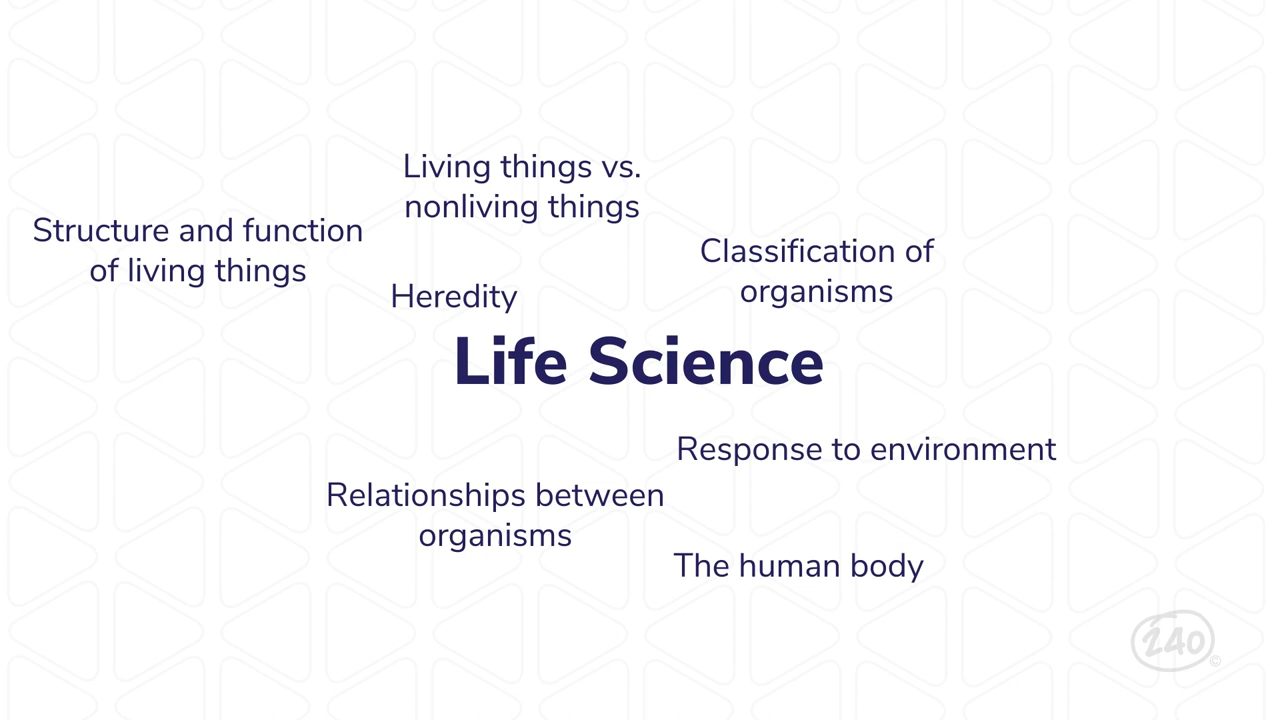 Living things vs.
nonliving things
Structure and function
of living things
Classification of
organisms
Heredity
Life Science
Response to environment
Relationships between
organisms
The human body
240
©